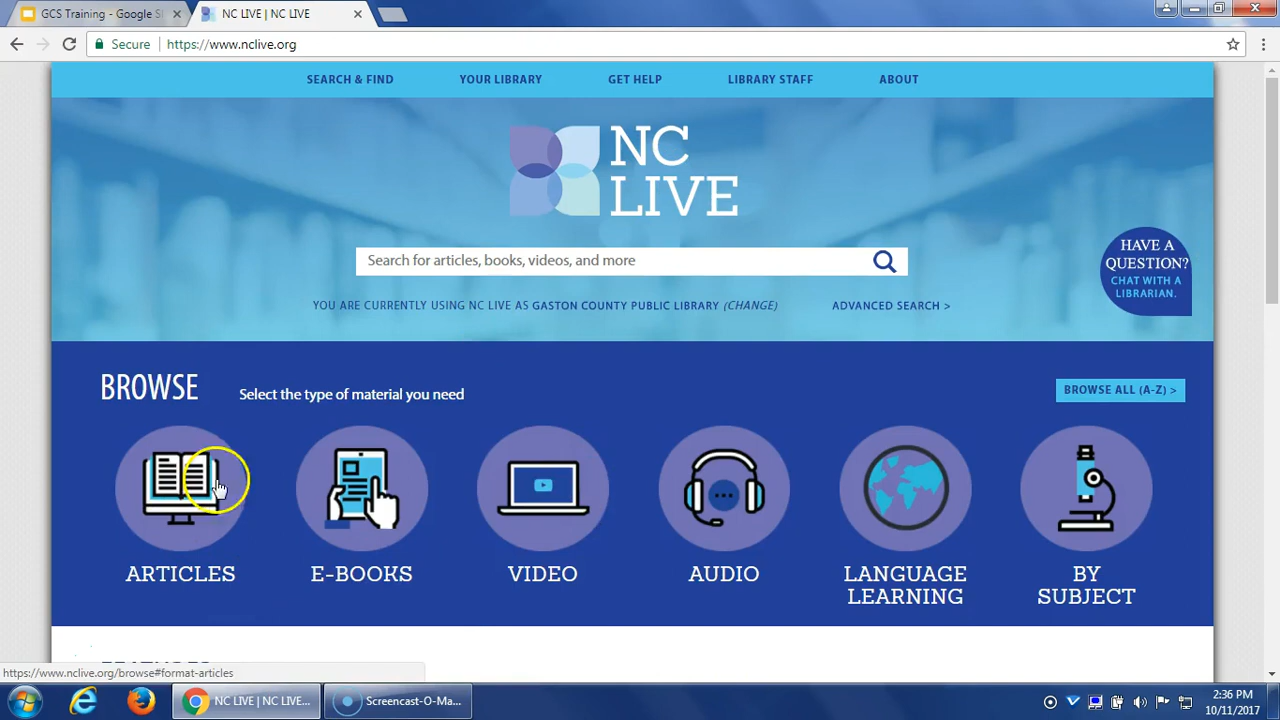 GCS Training - Google Sl
NC LIVE | NC LIVE
Secure
https://www.nclive.org
SEARCH & FIND
YOUR LIBRARY
GET HELP
LIBRARY STAFF
ABOUT
NC
LIVE
Search for articles, books, videos, and more
HAVE A
QUESTION?
CHAT WITH A
LIBRARIAN.
YOU ARE CURRENTLY USING NC LIVE AS GASTON COUNTY PUBLIC LIBRARY (CHANGE)
ADVANCED SEARCH >
BROWSE
Select the type of material you need
BROWSE ALL (A-Z) >
ARTICLES
E-BOOKS
VIDEO
AUDIO
LANGUAGE
LEARNING
BY
SUBJECT
https://www.nclive.org/browse#format-articles
NC LIVE | NC LIVE...
Screencast-O-Ma...
2:36 PM
10/11/2017